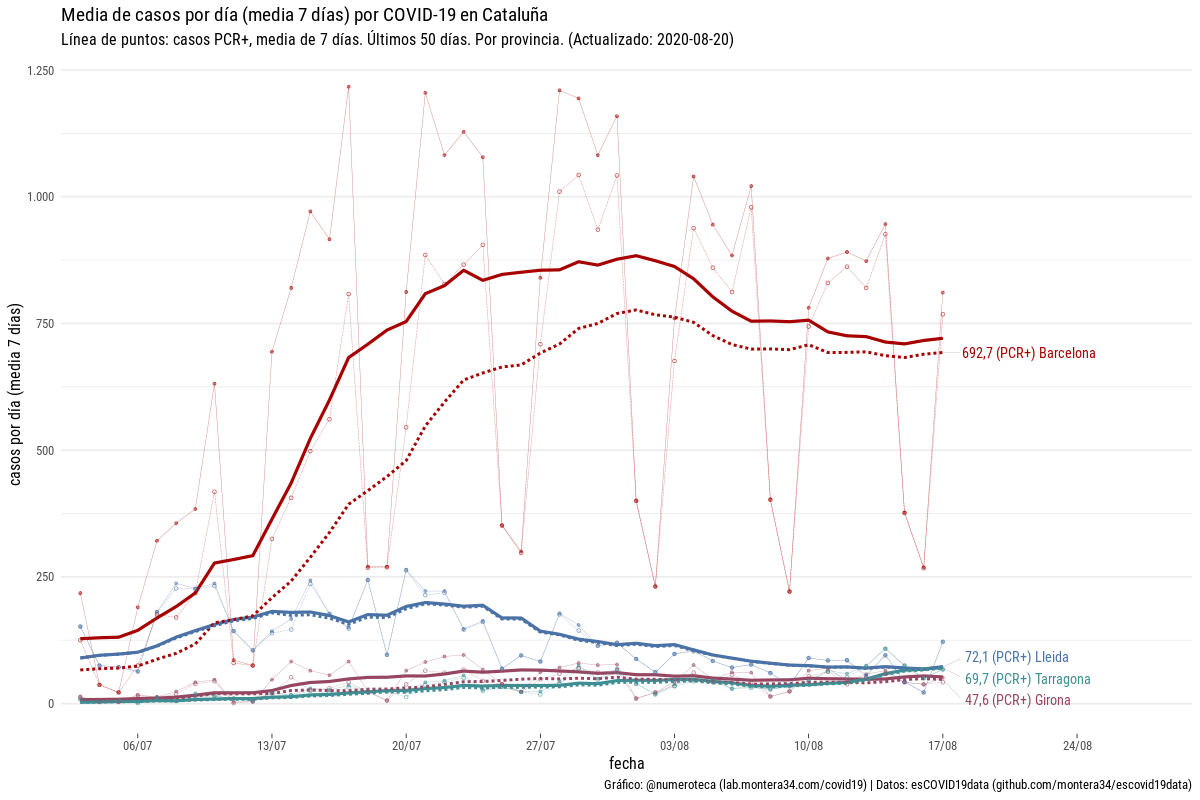 Media de casos por día (media 7 días) por COVID-19 en Cataluña
Línea de puntos: casos PCR+, media de 7 días. Últimos 50 días. Por provincia. (Actualizado: 2020-08-20)
casos por día (media 7 días)
1.250
1.000
750
500
250
0
692,7 (PCR+) Barcelona
72,1 (PCR+) Lleida
69,7 (PCR+) Tarragona
47,6 (PCR+) Girona
06/07
13/07
20/07
27/07
03/08
10/08
17/08
24/08
fecha
Gráfico: @numeroteca (lab.montera34.com/covid19) | Datos: esCOVID19data (github.com/montera34/escovid19data)